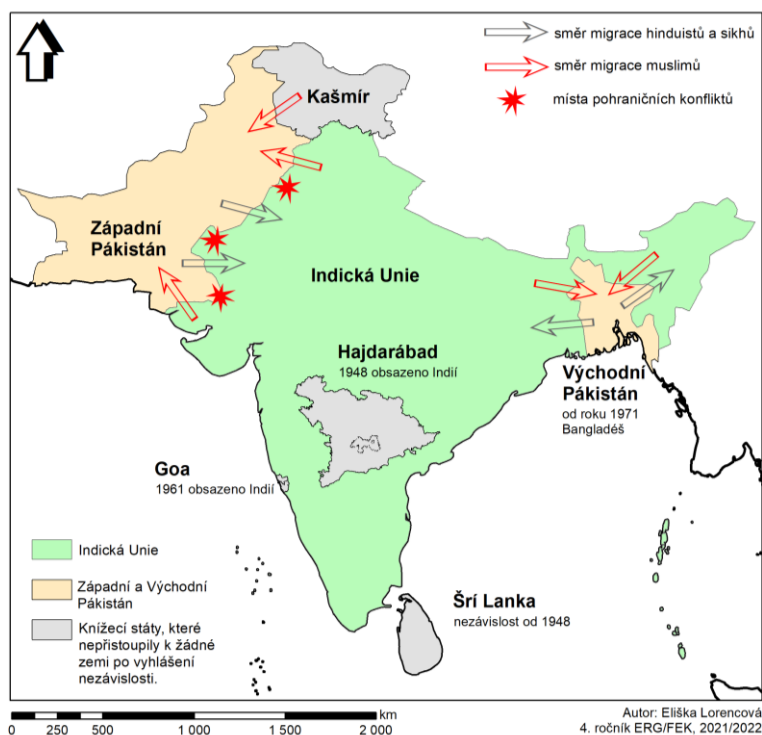 směr migrace hinduistů a sikhů
směr migrace muslimů
místa pohraničních konfliktů
Kašmír
Západní
Pákistán
Indická Unie
Hajdarábad
1948 obsazeno Indií
Východní
Pákistán
od roku 1971
Bangladéš
Goa
1961 obsazeno Indií
Indická Unie
Západní a Východní
Pákistán
Knížecí státy, které
nepřistoupily k žádné
zemi po vyhlášení
nezávislosti.
Šrí Lanka
nezávislost od 1948
km
0 250 500 1 000 1 500 2 000
Autor: Eliška Lorencová
4. ročník ERG/FEK, 2021/2022